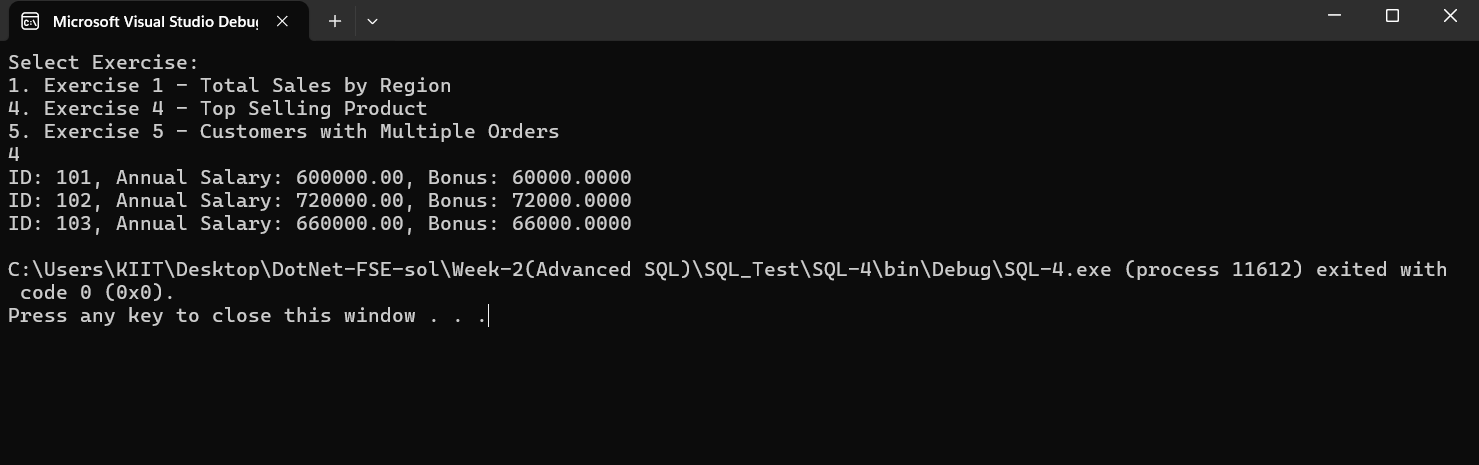 Microsoft Visual Studio Debu
Select Exercise:
1. Exercise 1 - Total Sales by Region
4. Exercise 4 - Top Selling Product
5. Exercise 5 - Customers with Multiple Orders
4
ID: 101, Annual Salary: 600000.00, Bonus: 60000.0000
ID: 102, Annual Salary: 720000.00, Bonus: 72000.0000
ID: 103, Annual Salary: 660000.00, Bonus: 66000.0000
C:\Users\KIIT\Desktop\DotNet-FSE-sol\Week-2(Advanced SQL)\SQL_Test\SQL-4\bin\Debug\SQL-4.exe (process 11612) exited with
code 0 (0x0).
Press any key to close this window . . .